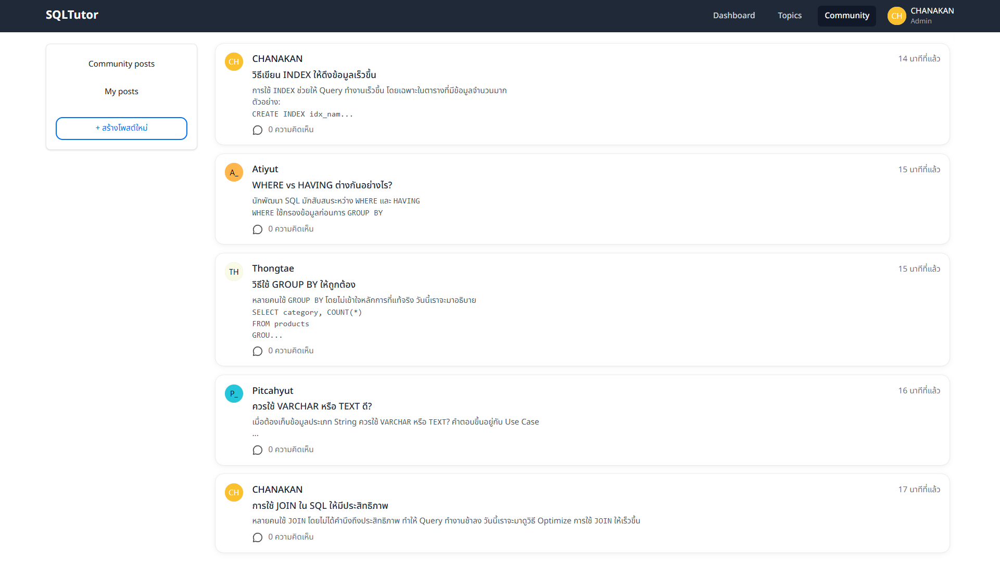 SQLTutor
Dashboard
Topics
Community
CH
CHANAKAN
Admin
Community posts
My posts
+ สร้างโพสต์ใหม่
CH
CHANAKAN
14 นาทีที่แล้ว
วิธีเขียน INDEX ให้ดึงข้อมูลเร็วขึ้น
การใช้ INDEX ช่วยให้ Query ทำงานเร็วขึ้น โดยเฉพาะในตารางที่มีข้อมูลจำนวนมาก
ตัวอย่าง:
CREATE INDEX idx_nam...
0 ความคิดเห็น
A_
Atiyut
15 นาทีที่แล้ว
WHERE vs HAVING ต่างกันอย่างไร?
นักพัฒนา SQL มักสับสนระหว่าง WHERE และ HAVING
WHERE ใช้กรองข้อมูลก่อนการ GROUP BY
0 ความคิดเห็น
TH
Thongtae
15 นาทีที่แล้ว
วิธีใช้ GROUP BY ให้ถูกต้อง
หลายคนใช้ GROUP BY โดยไม่เข้าใจหลักการที่แท้จริง วันนี้เราจะมาอธิบาย
SELECT category, COUNT(*)
FROM products
GROU...
0 ความคิดเห็น
P_
Pitcahyut
16 นาทีที่แล้ว
ควรใช้ VARCHAR หรือ TEXT ดี?
เมื่อต้องเก็บข้อมูลประเภท String ควรใช้ VARCHAR หรือ TEXT? คำตอบขึ้นอยู่กับ Use Case
...
0 ความคิดเห็น
CH
CHANAKAN
17 นาทีที่แล้ว
การใช้ JOIN ใน SQL ให้มีประสิทธิภาพ
หลายคนใช้ JOIN โดยไม่ได้คำนึงถึงประสิทธิภาพ ทำให้ Query ทำงานช้าลง วันนี้เราจะมาดูวิธี Optimize การใช้ JOIN ให้เร็วขึ้น
0 ความคิดเห็น